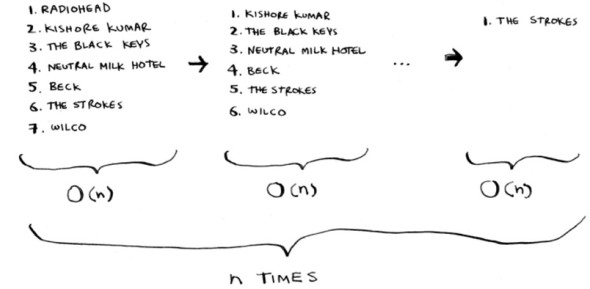 1. RADIOHEAD
2. KISHORE KUMAR
3. THE BLACK KEYS
4. NEUTRAL MILK HOTEL
5. BECK
6. THE STROKES
7. WILCO
→
1. KISHORE KUMAR
2. THE BLACK KEYS
3. NEUTRAL MILK HOTEL
4. BECK
5. THE STROKES
6. WILCO
...
→
1. THE STROKES
O(n)
O(n)
O(n)
n TIMES